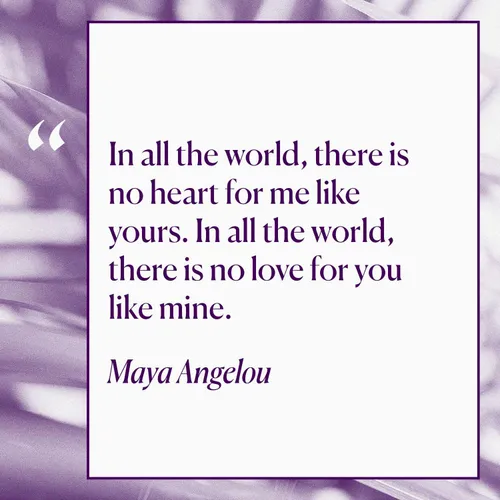 “
In all the world, there is
no heart for me like
yours. In all the world,
there is no love for you
like mine.
Maya Angelou